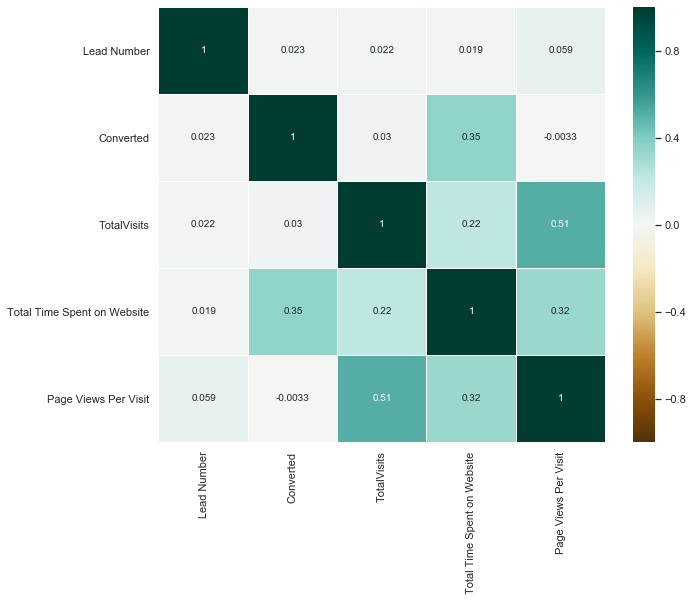 Lead Number 1 0.023 0.022 0.019 0.059
Converted 0.023 1 0.03 0.35 -0.0033
TotalVisits 0.022 0.03 1 0.22 0.51
Total Time Spent on Website 0.019 0.35 0.22 1 0.32
Page Views Per Visit 0.059 -0.0033 0.51 0.32 1
Lead Number
Converted
TotalVisits
Total Time Spent on Website
Page Views Per Visit
0.8
0.4
0.0
−0.4
−0.8